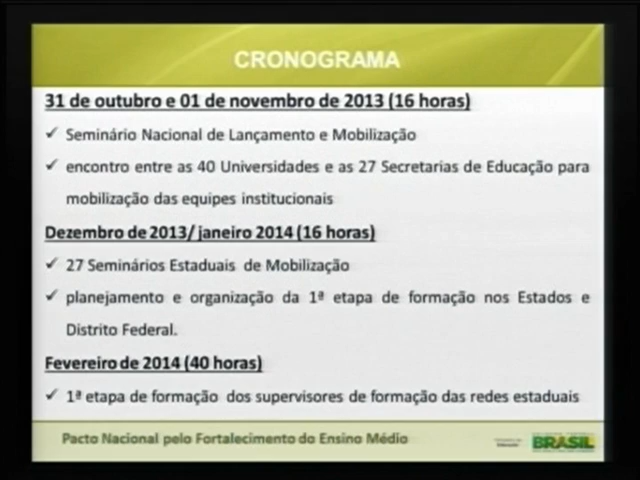 CRONOGRAMA
31 de outubro e 01 de novembro de 2013 (16 horas)
✓ Seminário Nacional de Lançamento e Mobilização
✓ encontro entre as 40 Universidades e as 27 Secretarias de Educação para
mobilização das equipes institucionais
Dezembro de 2013/ janeiro 2014 (16 horas)
✓ 27 Seminários Estaduais de Mobilização
✓ planejamento e organização da 1ª etapa de formação nos Estados e
Distrito Federal.
Fevereiro de 2014 (40 horas)
✓ 1ª etapa de formação dos supervisores de formação das redes estaduais
Pacto Nacional pelo Fortalecimento do Ensino Médio
BRASIL